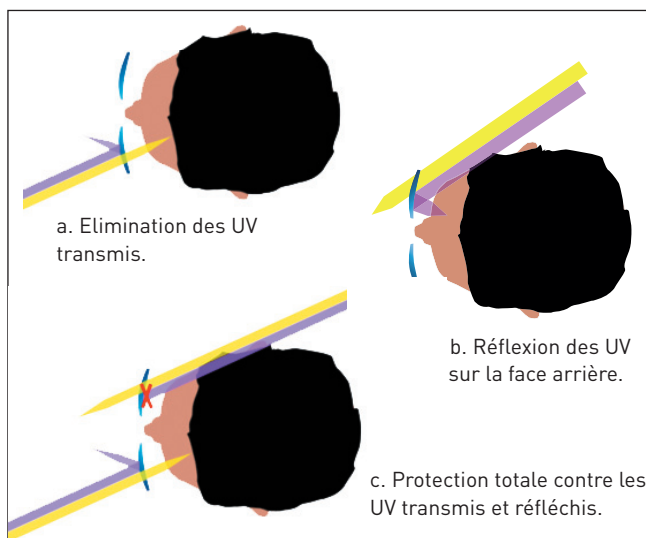 a. Elimination des UV
transmis.
b. Réflexion des UV
sur la face arrière.
c. Protection totale contre les
UV transmis et réfléchis.